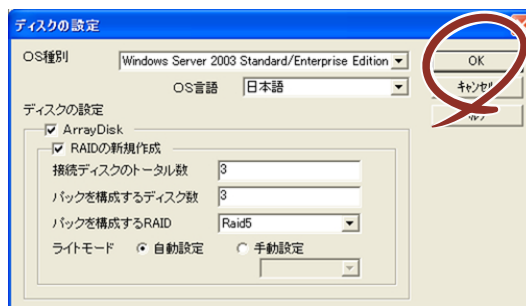 ディスクの設定
OS種別 Windows Server 2003 Standard/Enterprise Edition
OK
OS言語 日本語
キャンセル
ディスクの設定
ArrayDisk
RAIDの新規作成
接続ディスクのトータル数 3
パックを構成するディスク数 3
パックを構成するRAID Raid5
ライトモード 自動設定 手動設定